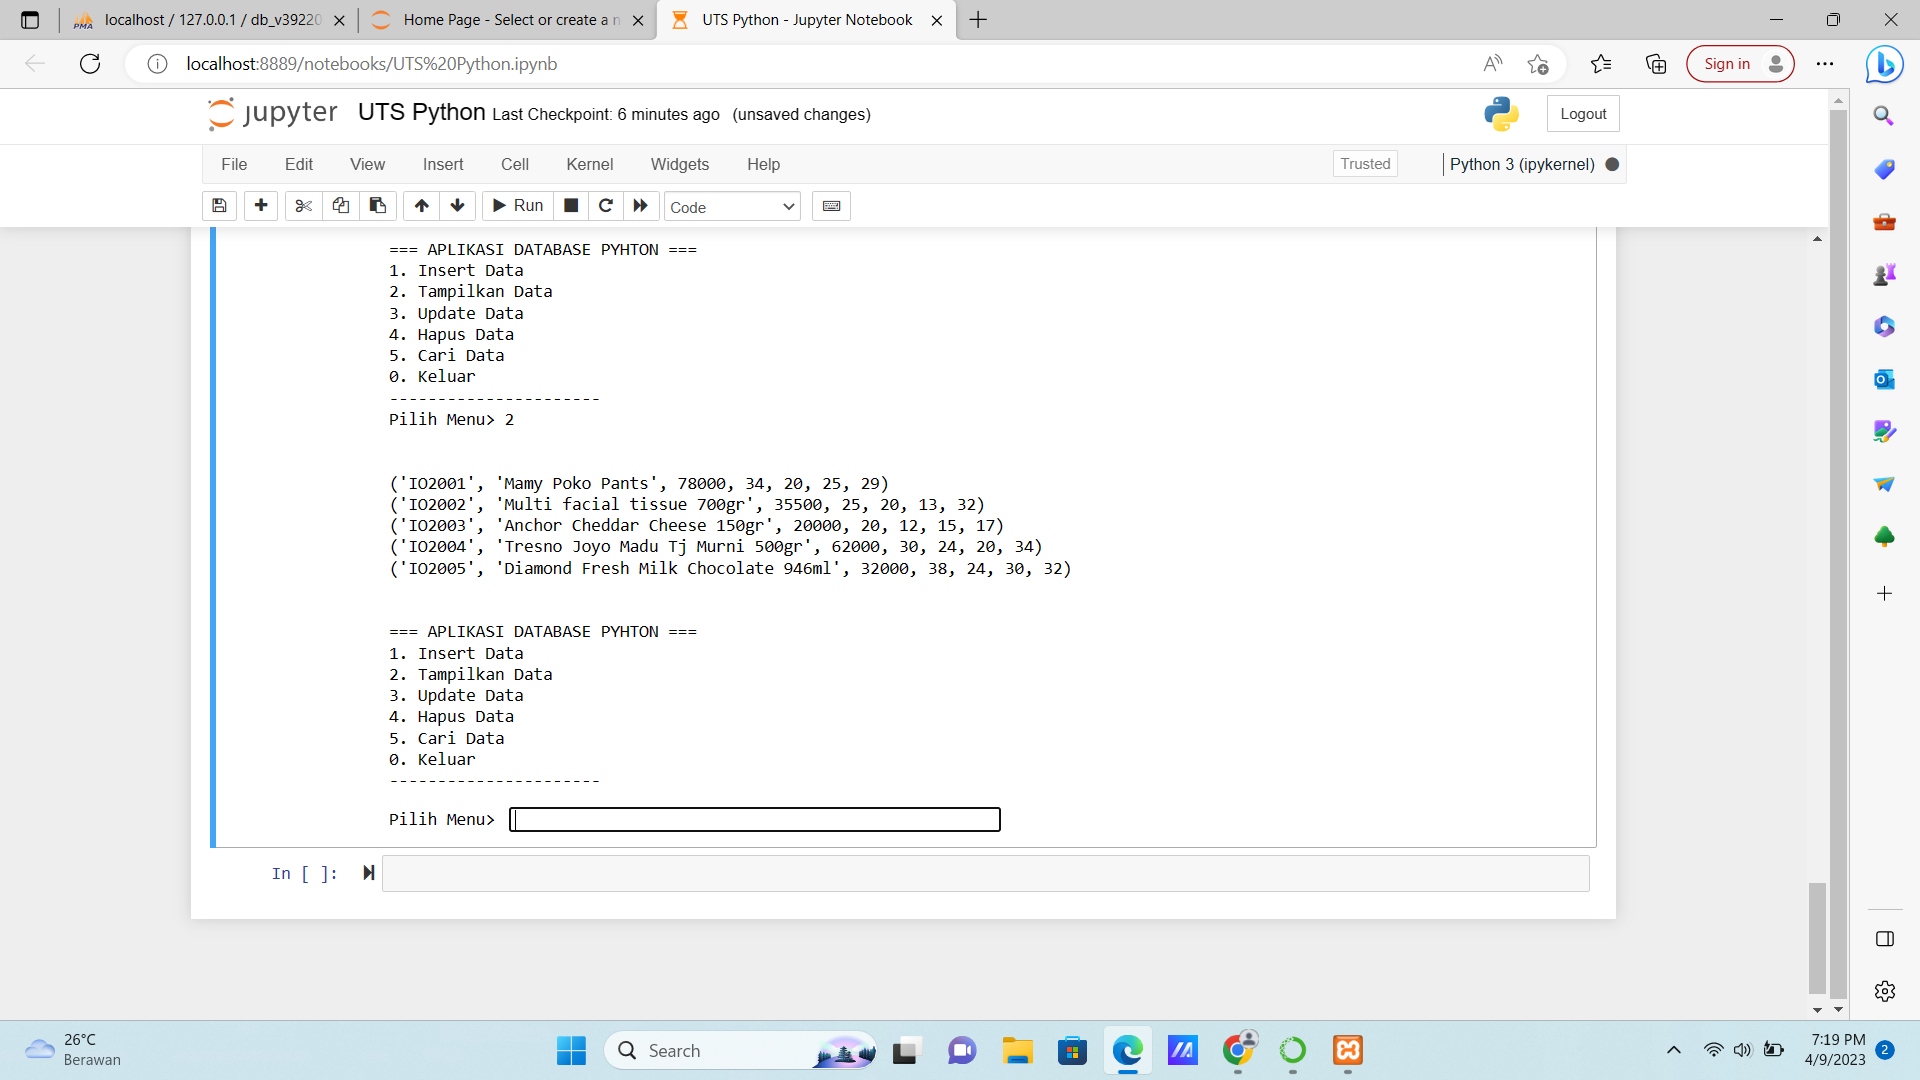 localhost / 127.0.0.1 / db_v39220
Home Page - Select or create a n
UTS Python - Jupyter Notebook
localhost:8889/notebooks/UTS%20Python.ipynb
Sign in
jupyter UTS Python Last Checkpoint: 6 minutes ago (unsaved changes)
Logout
File Edit View Insert Cell Kernel Widgets Help
Trusted
Python 3 (ipykernel)
Run
Code
=== APLIKASI DATABASE PYHTON ===
1. Insert Data
2. Tampilkan Data
3. Update Data
4. Hapus Data
5. Cari Data
0. Keluar
----------------------
Pilih Menu> 2
('IO2001', 'Mamy Poko Pants', 78000, 34, 20, 25, 29)
('IO2002', 'Multi facial tissue 700gr', 35500, 25, 20, 13, 32)
('IO2003', 'Anchor Cheddar Cheese 150gr', 20000, 20, 12, 15, 17)
('IO2004', 'Tresno Joyo Madu Tj Murni 500gr', 62000, 30, 24, 20, 34)
('IO2005', 'Diamond Fresh Milk Chocolate 946ml', 32000, 38, 24, 30, 32)
=== APLIKASI DATABASE PYHTON ===
1. Insert Data
2. Tampilkan Data
3. Update Data
4. Hapus Data
5. Cari Data
0. Keluar
----------------------
Pilih Menu>
In [ ]:
26°C
Berawan
Search
7:19 PM
4/9/2023
2